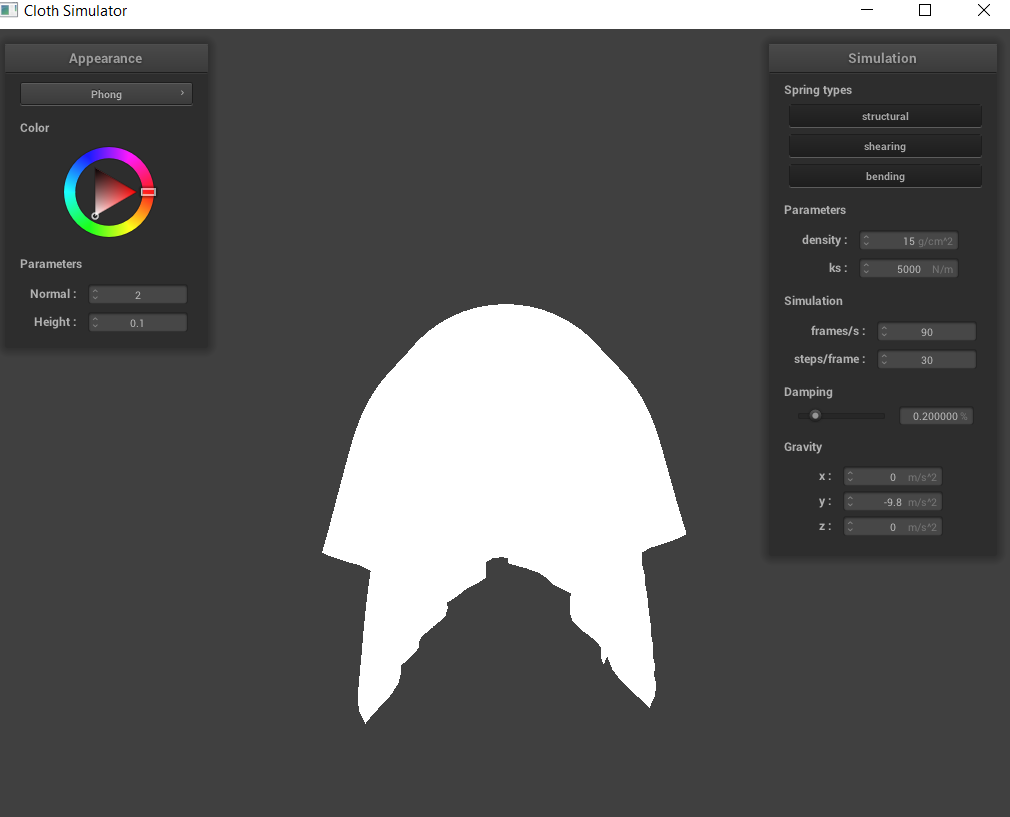 Cloth Simulator
Appearance
Phong
Color
Parameters
Normal : 2
Height : 0.1
Simulation
Spring types
structural
shearing
bending
Parameters
density : 15 g/cm^2
ks : 5000 N/m
Simulation
frames/s : 90
steps/frame : 30
Damping
0.200000 %
Gravity
x : 0 m/s^2
y : -9.8 m/s^2
z : 0 m/s^2